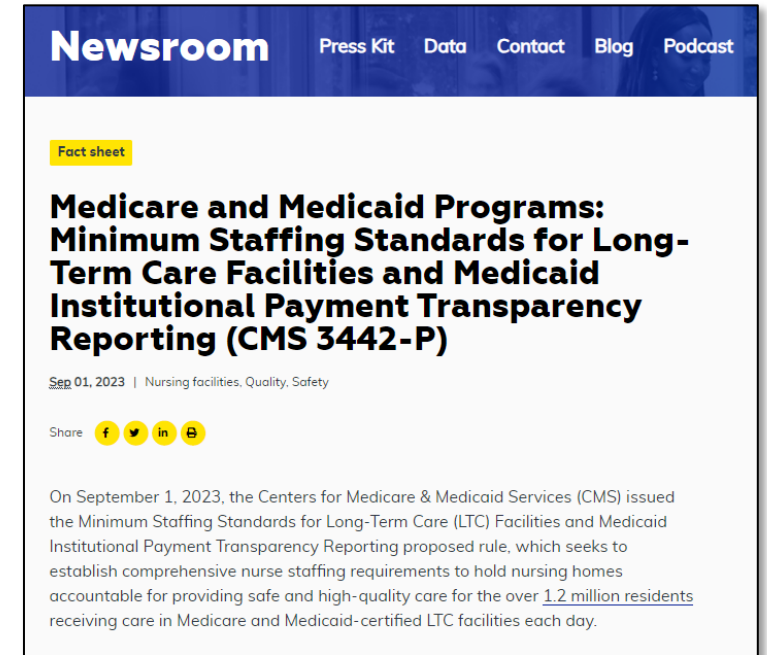 Newsroom Press Kit Data Contact Blog Podcast
Fact sheet
Medicare and Medicaid Programs:
Minimum Staffing Standards for Long-
Term Care Facilities and Medicaid
Institutional Payment Transparency
Reporting (CMS 3442-P)
Sep 01, 2023 | Nursing facilities, Quality, Safety
Share f in
On September 1, 2023, the Centers for Medicare & Medicaid Services (CMS) issued
the Minimum Staffing Standards for Long-Term Care (LTC) Facilities and Medicaid
Institutional Payment Transparency Reporting proposed rule, which seeks to
establish comprehensive nurse staffing requirements to hold nursing homes
accountable for providing safe and high-quality care for the over 1.2 million residents
receiving care in Medicare and Medicaid-certified LTC facilities each day.